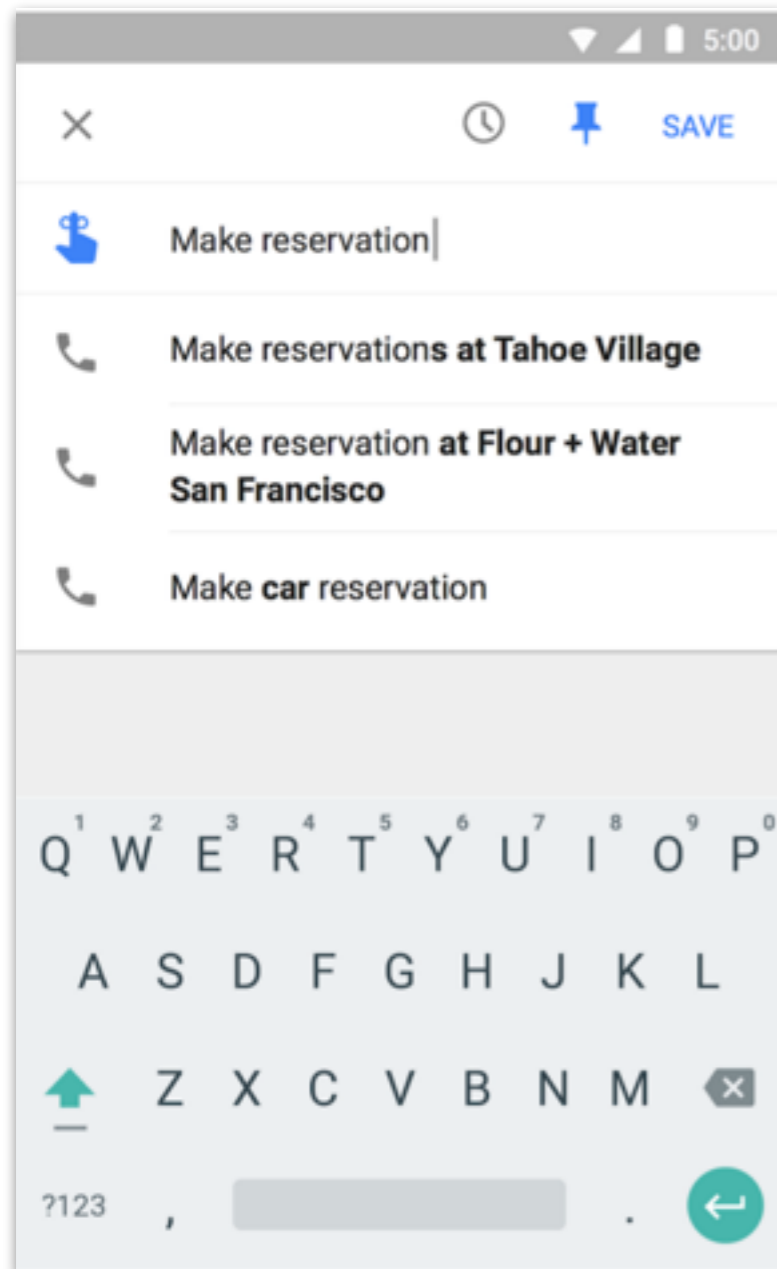 5:00
SAVE
Make reservation
Make reservations at Tahoe Village
Make reservation at Flour + Water
San Francisco
Make car reservation
1 2 3 4 5 6 7 8 9 0
Q W E R T Y U I O P
A S D F G H J K L
Z X C V B N M
?123 , .